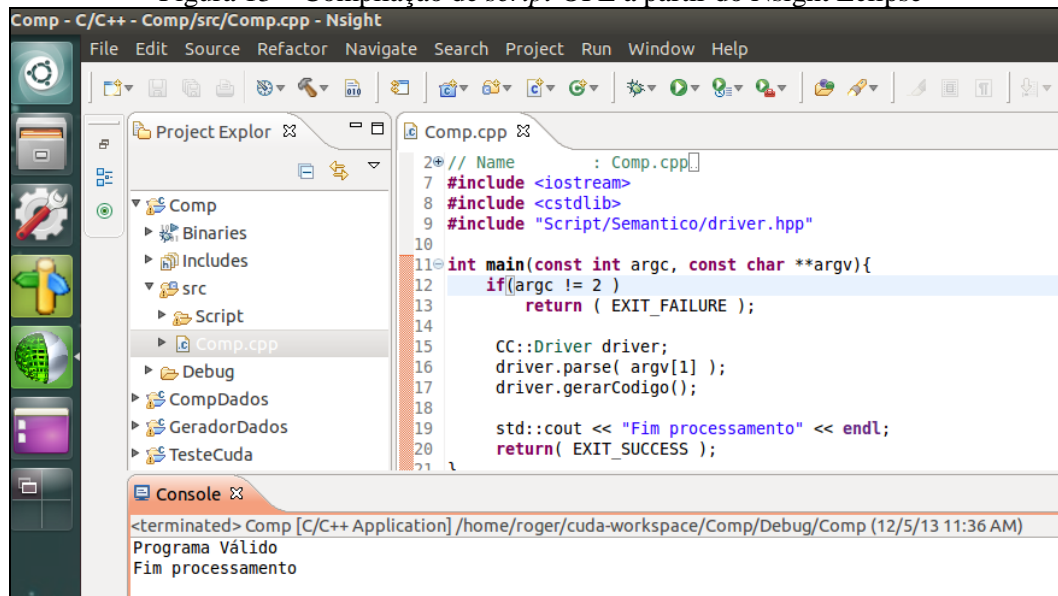 Comp - C/C++ - Comp/src/Comp.cpp - Nsight
File Edit Source Refactor Navigate Search Project Run Window Help
Project Explor
Comp.cpp
Comp
Binaries
Includes
src
Script
Comp.cpp
Debug
CompDados
GeradorDados
TesteCuda
2 // Name : Comp.cpp
7 #include <iostream>
8 #include <cstdlib>
9 #include "Script/Semantico/driver.hpp"
10
11 int main(const int argc, const char **argv){
12 if(argc != 2 )
13 return ( EXIT_FAILURE );
14
15 CC::Driver driver;
16 driver.parse( argv[1] );
17 driver.gerarCodigo();
18
19 std::cout << "Fim processamento" << endl;
20 return( EXIT_SUCCESS );
21 }
Console
<terminated> Comp [C/C++ Application] /home/roger/cuda-workspace/Comp/Debug/Comp (12/5/13 11:36 AM)
Programa Válido
Fim processamento